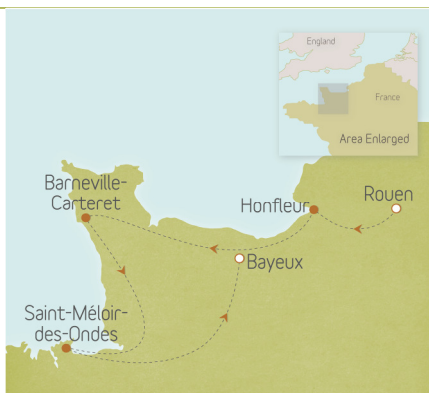 England
France
Area Enlarged
Barneville-
Carteret
Honfleur
Rouen
Bayeux
Saint-Méloir-
des-Ondes